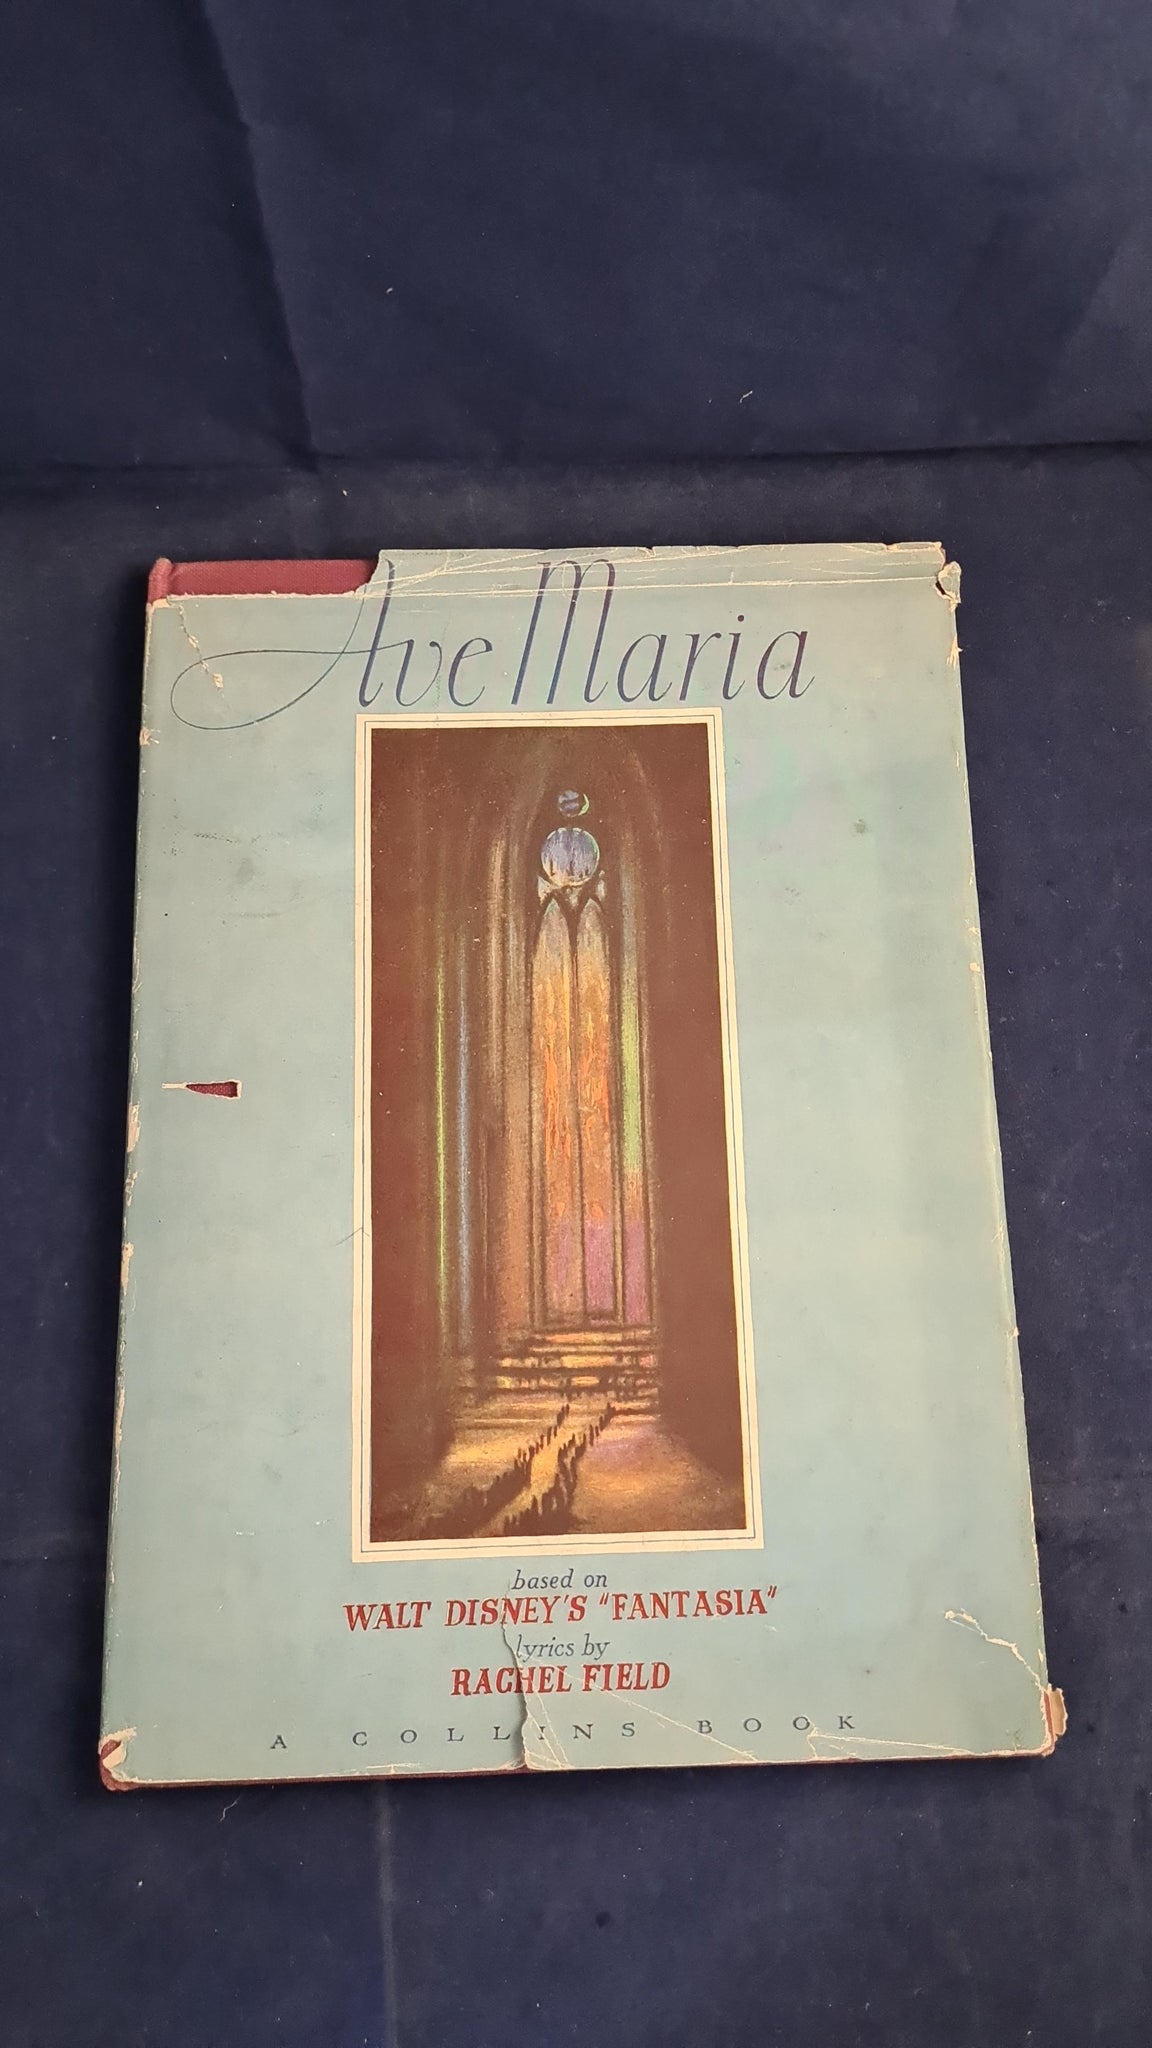 Ave Maria
based on
WALT DISNEY'S "FANTASIA"
lyrics by
RACHEL FIELD
A COLLINS BOOK